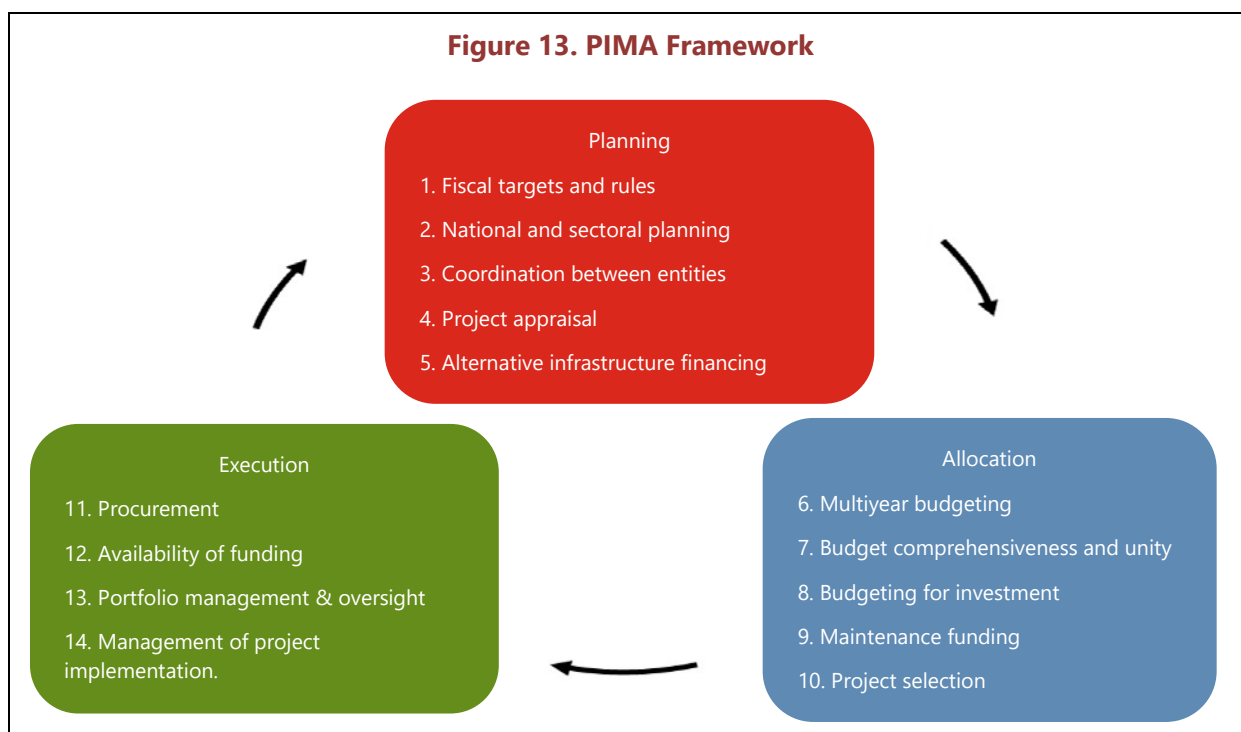 Figure 13. PIMA Framework
Planning
1. Fiscal targets and rules
2. National and sectoral planning
3. Coordination between entities
4. Project appraisal
5. Alternative infrastructure financing
Allocation
6. Multiyear budgeting
7. Budget comprehensiveness and unity
8. Budgeting for investment
9. Maintenance funding
10. Project selection
Execution
11. Procurement
12. Availability of funding
13. Portfolio management & oversight
14. Management of project
implementation.